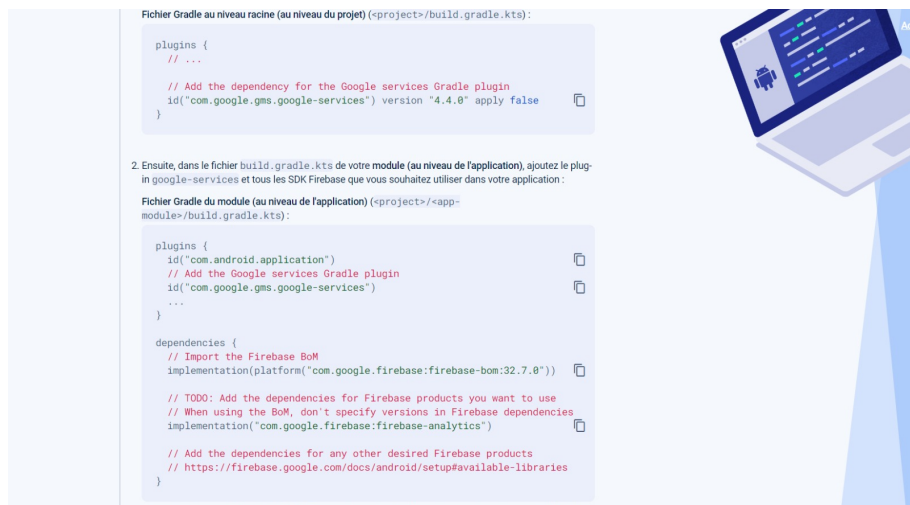 Fichier Gradle au niveau racine (au niveau du projet) (<project>/build.gradle.kts) :
plugins {
// ...
// Add the dependency for the Google services Gradle plugin
id("com.google.gms.google-services") version "4.4.0" apply false
}
2. Ensuite, dans le fichier build.gradle.kts de votre module (au niveau de l'application), ajoutez le plug-
in google-services et tous les SDK Firebase que vous souhaitez utiliser dans votre application :
Fichier Gradle du module (au niveau de l'application) (<project>/<app-
module>/build.gradle.kts) :
plugins {
id("com.android.application")
// Add the Google services Gradle plugin
id("com.google.gms.google-services")
...
}
dependencies {
// Import the Firebase BoM
implementation(platform("com.google.firebase:firebase-bom:32.7.0"))
// TODO: Add the dependencies for Firebase products you want to use
// When using the BoM, don't specify versions in Firebase dependencies
implementation("com.google.firebase:firebase-analytics")
// Add the dependencies for any other desired Firebase products
// https://firebase.google.com/docs/android/setup#available-libraries
}